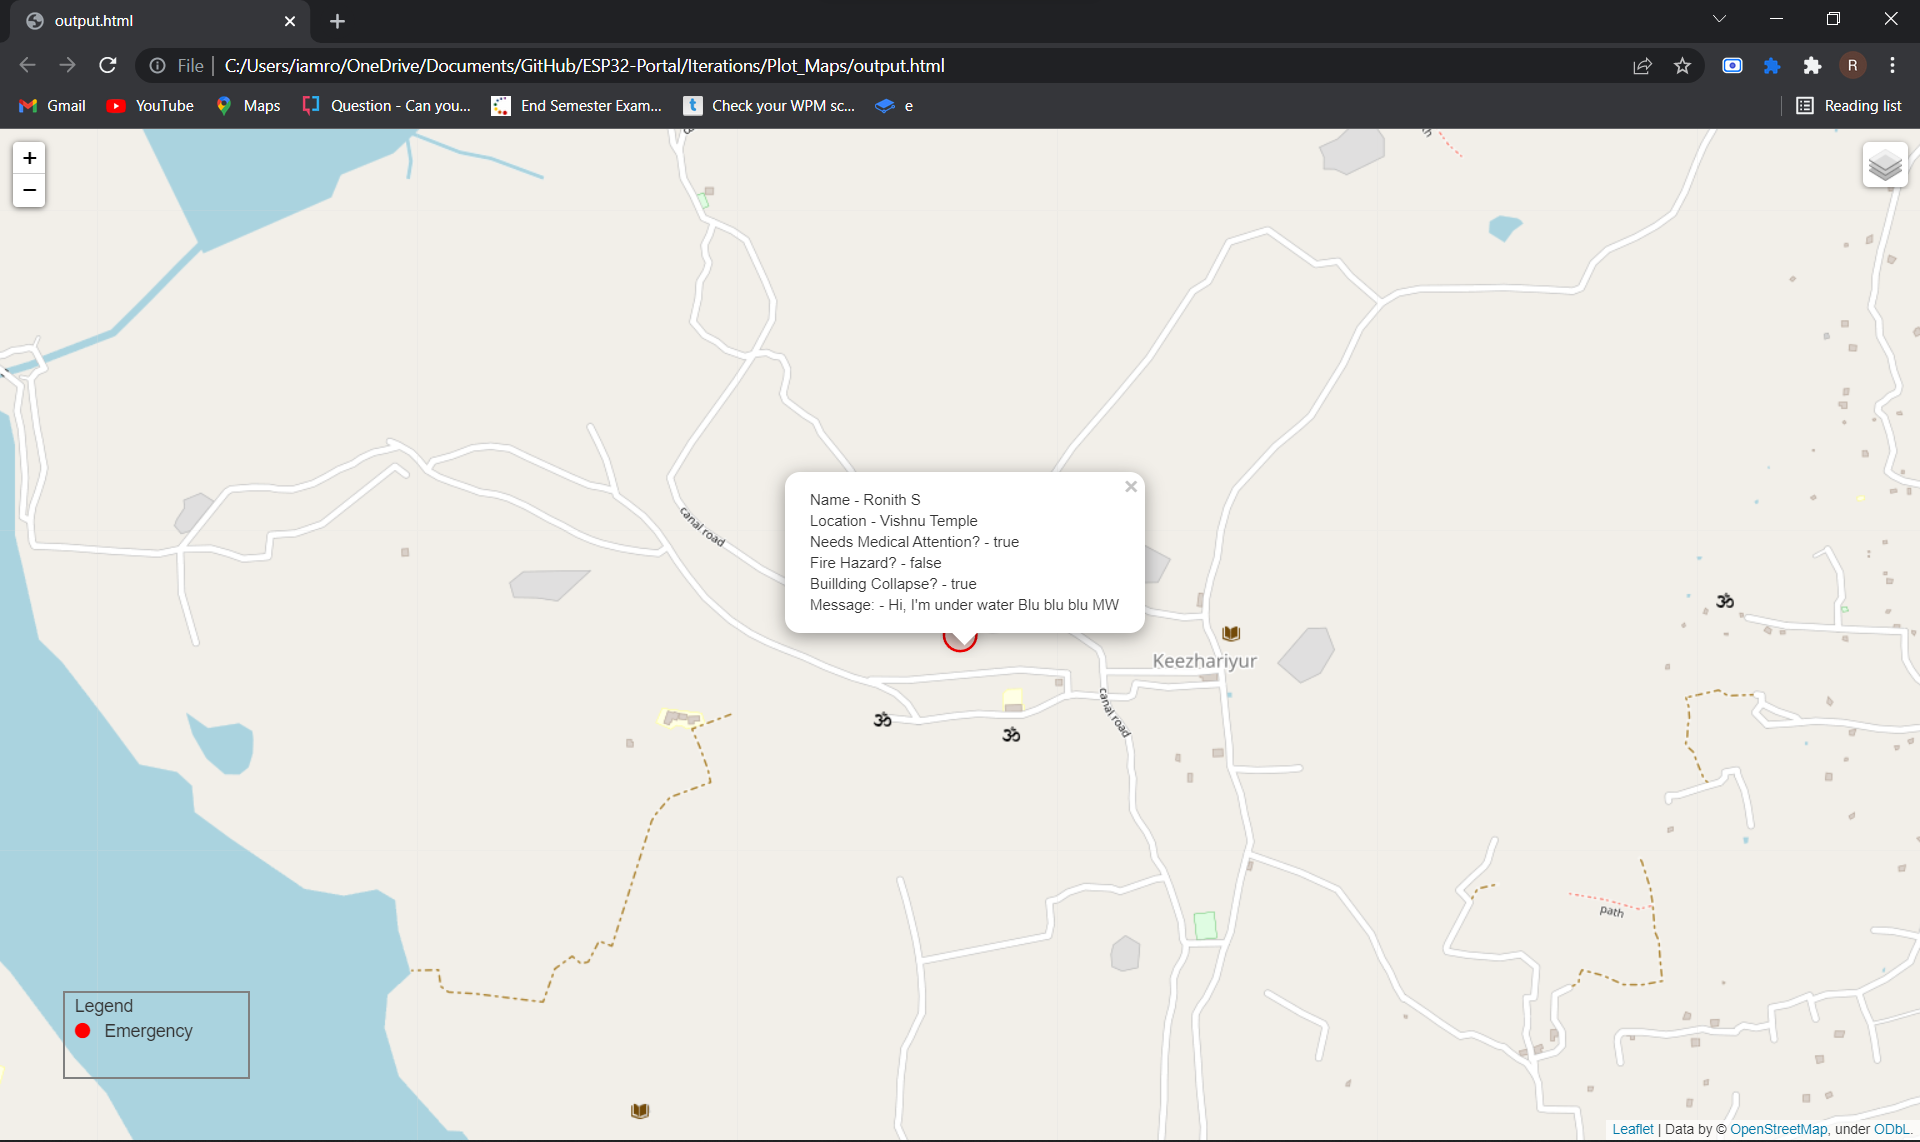 output.html
File
C:/Users/iamro/OneDrive/Documents/GitHub/ESP32-Portal/Iterations/Plot_Maps/output.html
R
Gmail
YouTube
Maps
Question - Can you...
End Semester Exam...
t
Check your WPM sc...
e
Reading list
+
−
Name - Ronith S
Location - Vishnu Temple
Needs Medical Attention? - true
Fire Hazard? - false
Buillding Collapse? - true
Message: - Hi, I'm under water Blu blu blu MW
×
canal road
ॐ
Keezhariyur
canal road
ॐ
ॐ
path
Legend
Emergency
Leaflet | Data by © OpenStreetMap, under ODbL.